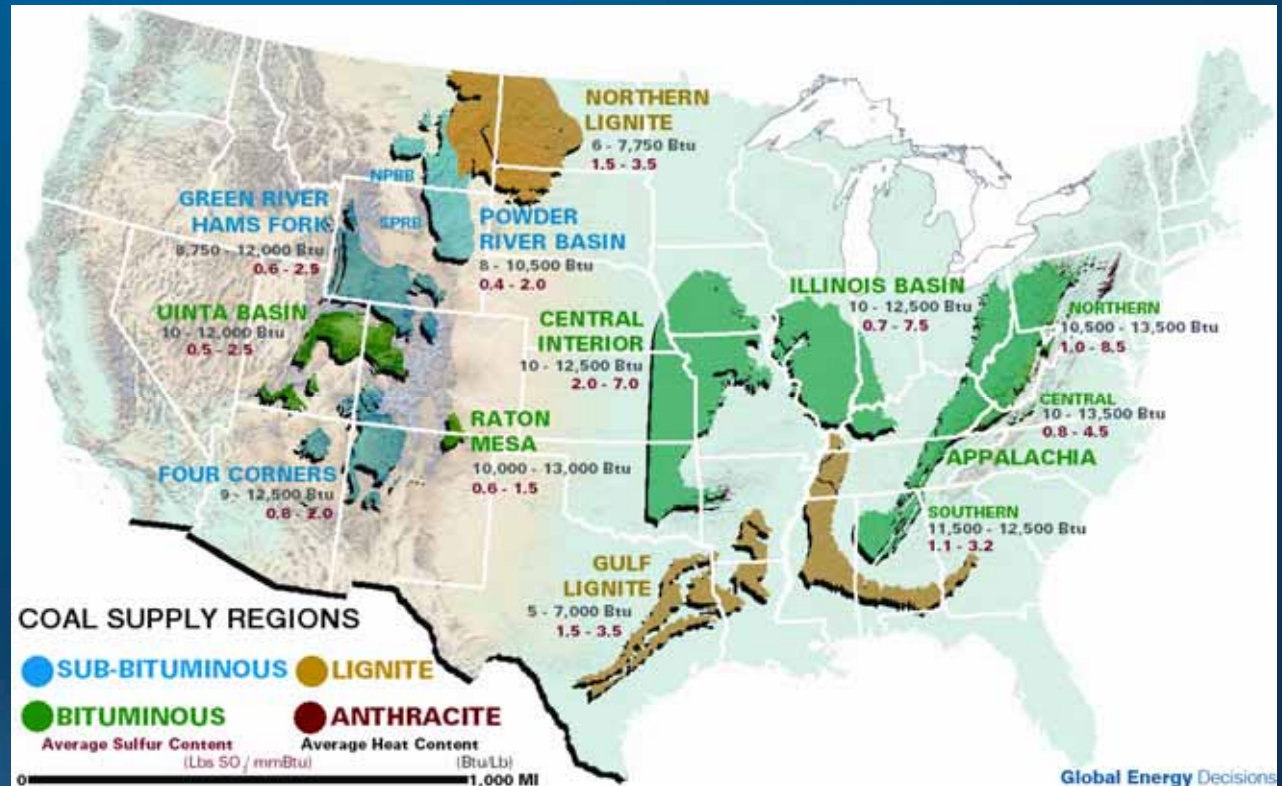 NORTHERN
LIGNITE
6 - 7,750 Btu
1.5 - 3.5
NPBB
SPRB
GREEN RIVER
HAMS FORK
8,750 - 12,000 Btu
0.6 - 2.5
POWDER
RIVER BASIN
8 - 10,500 Btu
0.4 - 2.0
UINTA BASIN
10 - 12,000 Btu
0.5 - 2.5
CENTRAL
INTERIOR
10 - 12,500 Btu
2.0 - 7.0
ILLINOIS BASIN
10 - 12,500 Btu
0.7 - 7.5
NORTHERN
10,500 - 13,500 Btu
1.0 - 8.5
CENTRAL
10 - 13,500 Btu
0.8 - 4.5
APPALACHIA
SOUTHERN
11,500 - 12,500 Btu
1.1 - 3.2
RATON
MESA
10,000 - 13,000 Btu
0.6 - 1.5
FOUR CORNERS
9 - 12,500 Btu
0.8 - 2.0
GULF
LIGNITE
5 - 7,000 Btu
1.5 - 3.5
COAL SUPPLY REGIONS
SUB-BITUMINOUS
LIGNITE
BITUMINOUS
ANTHRACITE
Average Sulfur Content
(Lbs SO / mmBtu)
Average Heat Content
(Btu/Lb)
0 1,000 MI
Global Energy Decisions